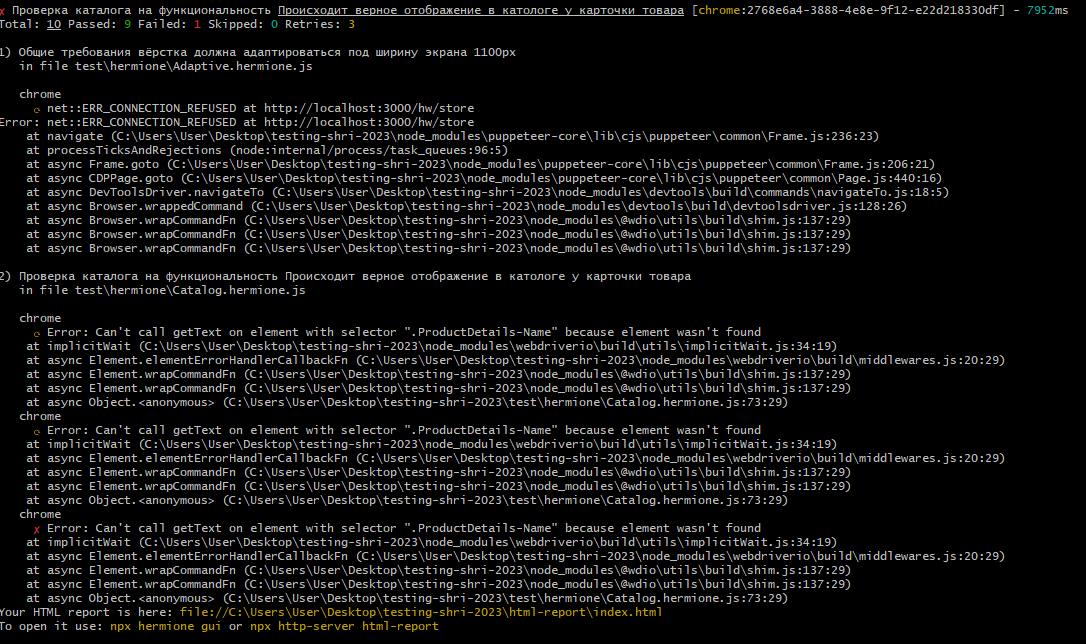 ✗ Проверка каталога на функциональность Происходит верное отображение в катологе у карточки товара [chrome:2768e6a4-3888-4e8e-9f12-e22d218330df] - 7952ms
Total: 10 Passed: 9 Failed: 1 Skipped: 0 Retries: 3
1) Общие требования вёрстка должна адаптироваться под ширину экрана 1100px
in file test\hermione\Adaptive.hermione.js
chrome
⟳ net::ERR_CONNECTION_REFUSED at http://localhost:3000/hw/store
Error: net::ERR_CONNECTION_REFUSED at http://localhost:3000/hw/store
at navigate (C:\Users\User\Desktop\testing-shri-2023\node_modules\puppeteer-core\lib\cjs\puppeteer\common\Frame.js:236:23)
at processTicksAndRejections (node:internal/process/task_queues:96:5)
at async Frame.goto (C:\Users\User\Desktop\testing-shri-2023\node_modules\puppeteer-core\lib\cjs\puppeteer\common\Frame.js:206:21)
at async CDPPage.goto (C:\Users\User\Desktop\testing-shri-2023\node_modules\puppeteer-core\lib\cjs\puppeteer\common\Page.js:440:16)
at async DevToolsDriver.navigateTo (C:\Users\User\Desktop\testing-shri-2023\node_modules\devtools\build\commands\navigateTo.js:18:5)
at async Browser.wrappedCommand (C:\Users\User\Desktop\testing-shri-2023\node_modules\devtools\build\devtoolsdriver.js:128:26)
at async Browser.wrapCommandFn (C:\Users\User\Desktop\testing-shri-2023\node_modules\@wdio\utils\build\shim.js:137:29)
at async Browser.wrapCommandFn (C:\Users\User\Desktop\testing-shri-2023\node_modules\@wdio\utils\build\shim.js:137:29)
at async Browser.wrapCommandFn (C:\Users\User\Desktop\testing-shri-2023\node_modules\@wdio\utils\build\shim.js:137:29)
2) Проверка каталога на функциональность Происходит верное отображение в катологе у карточки товара
in file test\hermione\Catalog.hermione.js
chrome
⟳ Error: Can't call getText on element with selector ".ProductDetails-Name" because element wasn't found
at implicitWait (C:\Users\User\Desktop\testing-shri-2023\node_modules\webdriverio\build\utils\implicitWait.js:34:19)
at async Element.elementErrorHandlerCallbackFn (C:\Users\User\Desktop\testing-shri-2023\node_modules\webdriverio\build\middlewares.js:20:29)
at async Element.wrapCommandFn (C:\Users\User\Desktop\testing-shri-2023\node_modules\@wdio\utils\build\shim.js:137:29)
at async Element.wrapCommandFn (C:\Users\User\Desktop\testing-shri-2023\node_modules\@wdio\utils\build\shim.js:137:29)
at async Object.<anonymous> (C:\Users\User\Desktop\testing-shri-2023\test\hermione\Catalog.hermione.js:73:29)
chrome
⟳ Error: Can't call getText on element with selector ".ProductDetails-Name" because element wasn't found
at implicitWait (C:\Users\User\Desktop\testing-shri-2023\node_modules\webdriverio\build\utils\implicitWait.js:34:19)
at async Element.elementErrorHandlerCallbackFn (C:\Users\User\Desktop\testing-shri-2023\node_modules\webdriverio\build\middlewares.js:20:29)
at async Element.wrapCommandFn (C:\Users\User\Desktop\testing-shri-2023\node_modules\@wdio\utils\build\shim.js:137:29)
at async Element.wrapCommandFn (C:\Users\User\Desktop\testing-shri-2023\node_modules\@wdio\utils\build\shim.js:137:29)
at async Object.<anonymous> (C:\Users\User\Desktop\testing-shri-2023\test\hermione\Catalog.hermione.js:73:29)
chrome
✗ Error: Can't call getText on element with selector ".ProductDetails-Name" because element wasn't found
at implicitWait (C:\Users\User\Desktop\testing-shri-2023\node_modules\webdriverio\build\utils\implicitWait.js:34:19)
at async Element.elementErrorHandlerCallbackFn (C:\Users\User\Desktop\testing-shri-2023\node_modules\webdriverio\build\middlewares.js:20:29)
at async Element.wrapCommandFn (C:\Users\User\Desktop\testing-shri-2023\node_modules\@wdio\utils\build\shim.js:137:29)
at async Element.wrapCommandFn (C:\Users\User\Desktop\testing-shri-2023\node_modules\@wdio\utils\build\shim.js:137:29)
at async Object.<anonymous> (C:\Users\User\Desktop\testing-shri-2023\test\hermione\Catalog.hermione.js:73:29)
Your HTML report is here: file://C:\Users\User\Desktop\testing-shri-2023\html-report\index.html
To open it use: npx hermione gui or npx http-server html-report